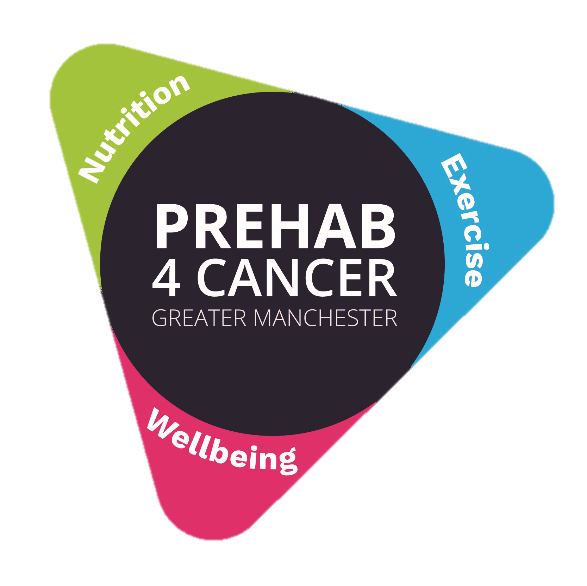 Nutrition
Exercise
PREHAB
4 CANCER
GREATER MANCHESTER
Wellbeing